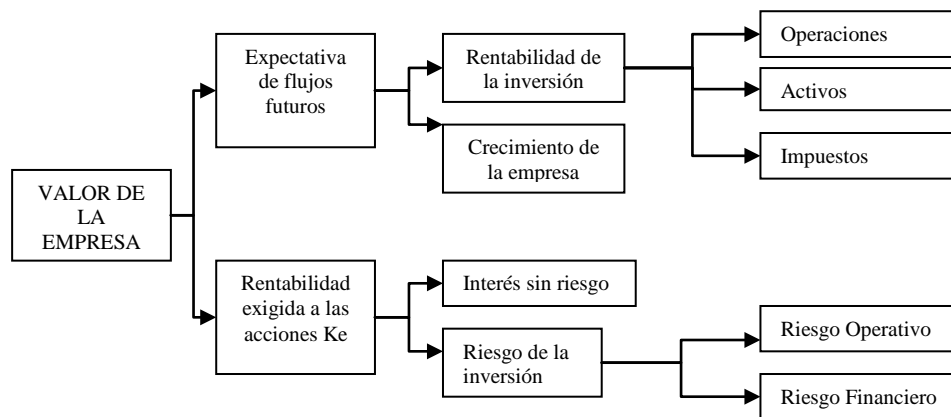 VALOR DE
LA
EMPRESA
Expectativa
de flujos
futuros
Rentabilidad de
la inversión
Operaciones
Activos
Impuestos
Crecimiento de
la empresa
Rentabilidad
exigida a las
acciones Ke
Interés sin riesgo
Riesgo de la
inversión
Riesgo Operativo
Riesgo Financiero